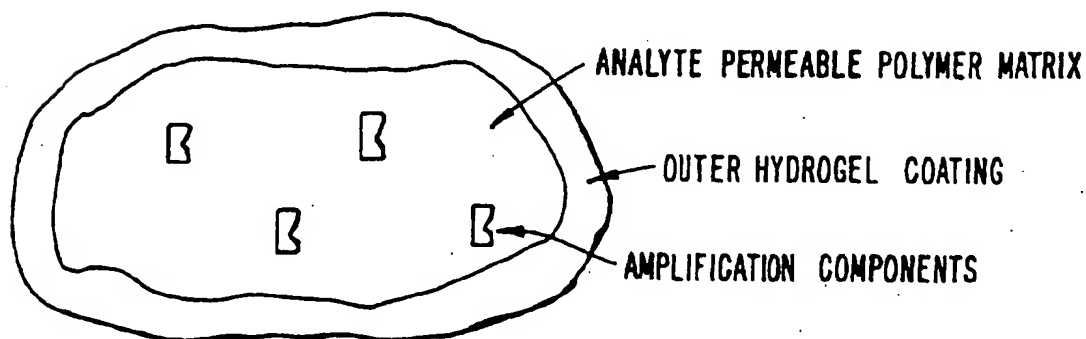 ANALYTE PERMEABLE POLYMER MATRIX
OUTER HYDROGEL COATING
AMPLIFICATION COMPONENTS